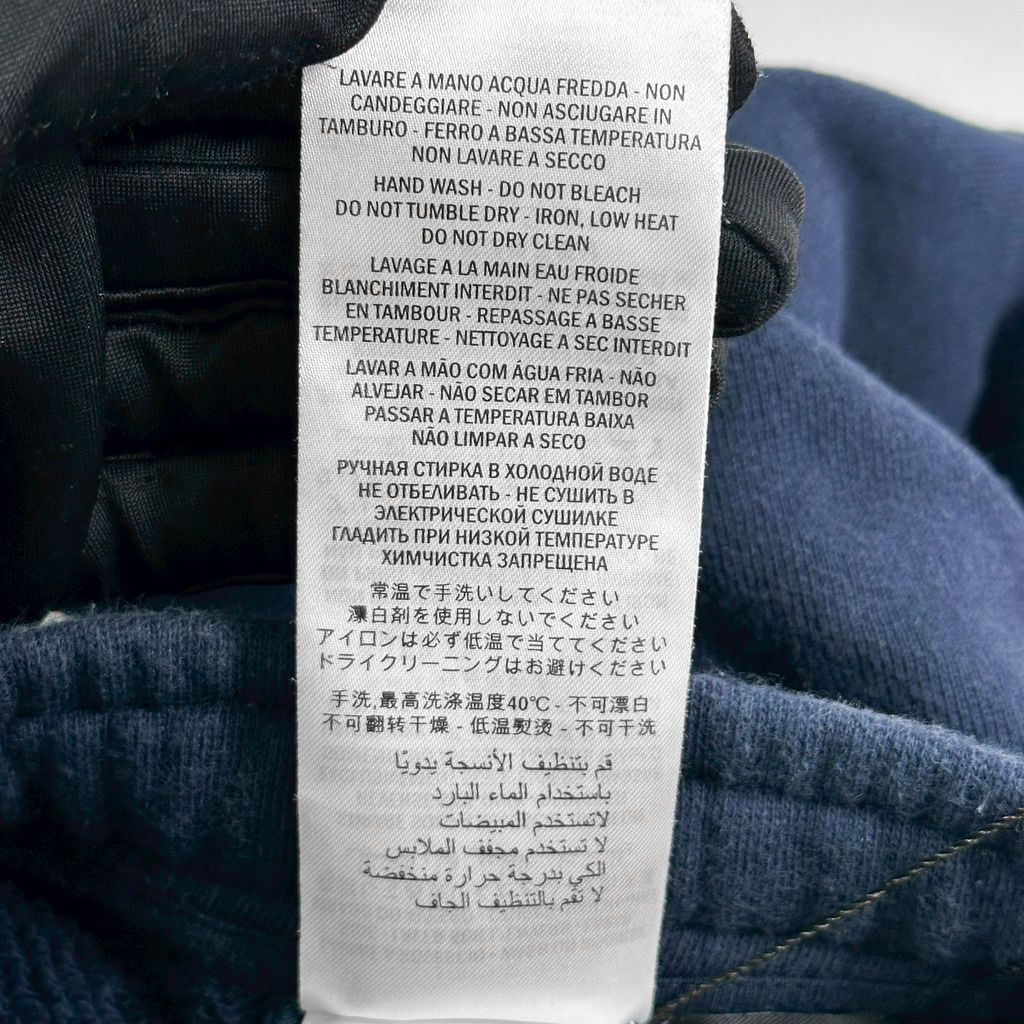 LAVARE A MANO ACQUA FREDDA - NON
CANDEGGIARE - NON ASCIUGARE IN
TAMBURO - FERRO A BASSA TEMPERATURA
NON LAVARE A SECCO
HAND WASH - DO NOT BLEACH
DO NOT TUMBLE DRY - IRON, LOW HEAT
DO NOT DRY CLEAN
LAVAGE A LA MAIN EAU FROIDE
BLANCHIMENT INTERDIT - NE PAS SECHER
EN TAMBOUR - REPASSAGE A BASSE
TEMPERATURE - NETTOYAGE A SEC INTERDIT
LAVAR A MÃO COM ÁGUA FRIA - NÃO
ALVEJAR - NÃO SECAR EM TAMBOR
PASSAR A TEMPERATURA BAIXA
NÃO LIMPAR A SECO
РУЧНАЯ СТИРКА В ХОЛОДНОЙ ВОДЕ
НЕ ОТБЕЛИВАТЬ - НЕ СУШИТЬ В
ЭЛЕКТРИЧЕСКОЙ СУШИЛКЕ
ГЛАДИТЬ ПРИ НИЗКОЙ ТЕМПЕРАТУРЕ
ХИМЧИСТКА ЗАПРЕЩЕНА
常温で手洗いしてください
漂白剤を使用しないでください
アイロンは必ず低温で当ててください
ドライクリーニングはお避けください
手洗,最高洗涤温度40℃ - 不可漂白
不可翻转干燥 - 低温熨烫 - 不可干洗
قم بتنظيف الأنسجة يدويًا
باستخدام الماء البارد
لاتستخدم المبيضات
لا تستخدم مجفف الملابس
الكي بدرجة حرارة منخفضة
لا تقم بالتنظيف الجاف